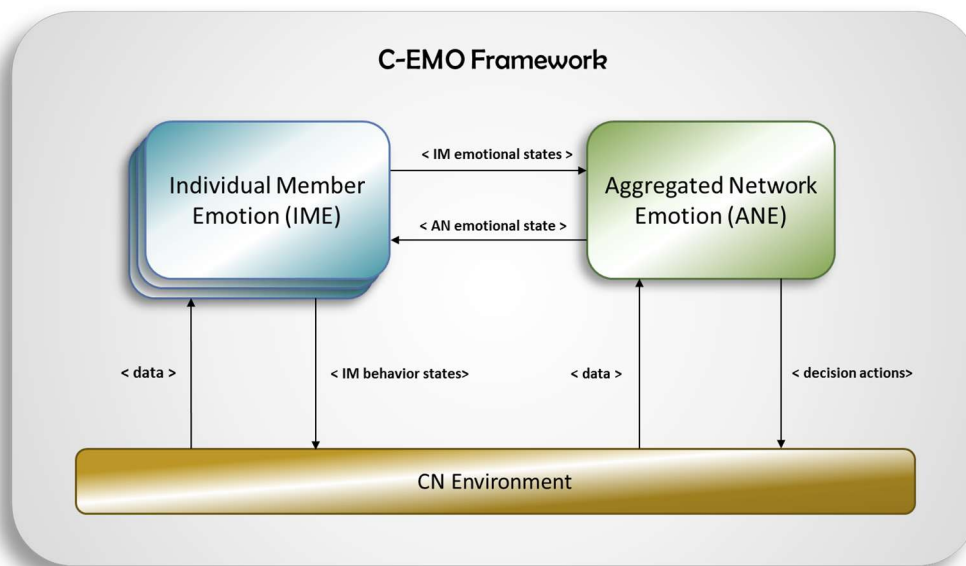 C-EMO Framework
Individual Member
Emotion (IME)
< IM emotional states >
Aggregated Network
Emotion (ANE)
< AN emotional state >
< data >
< IM behavior states>
< data >
< decision actions>
CN Environment